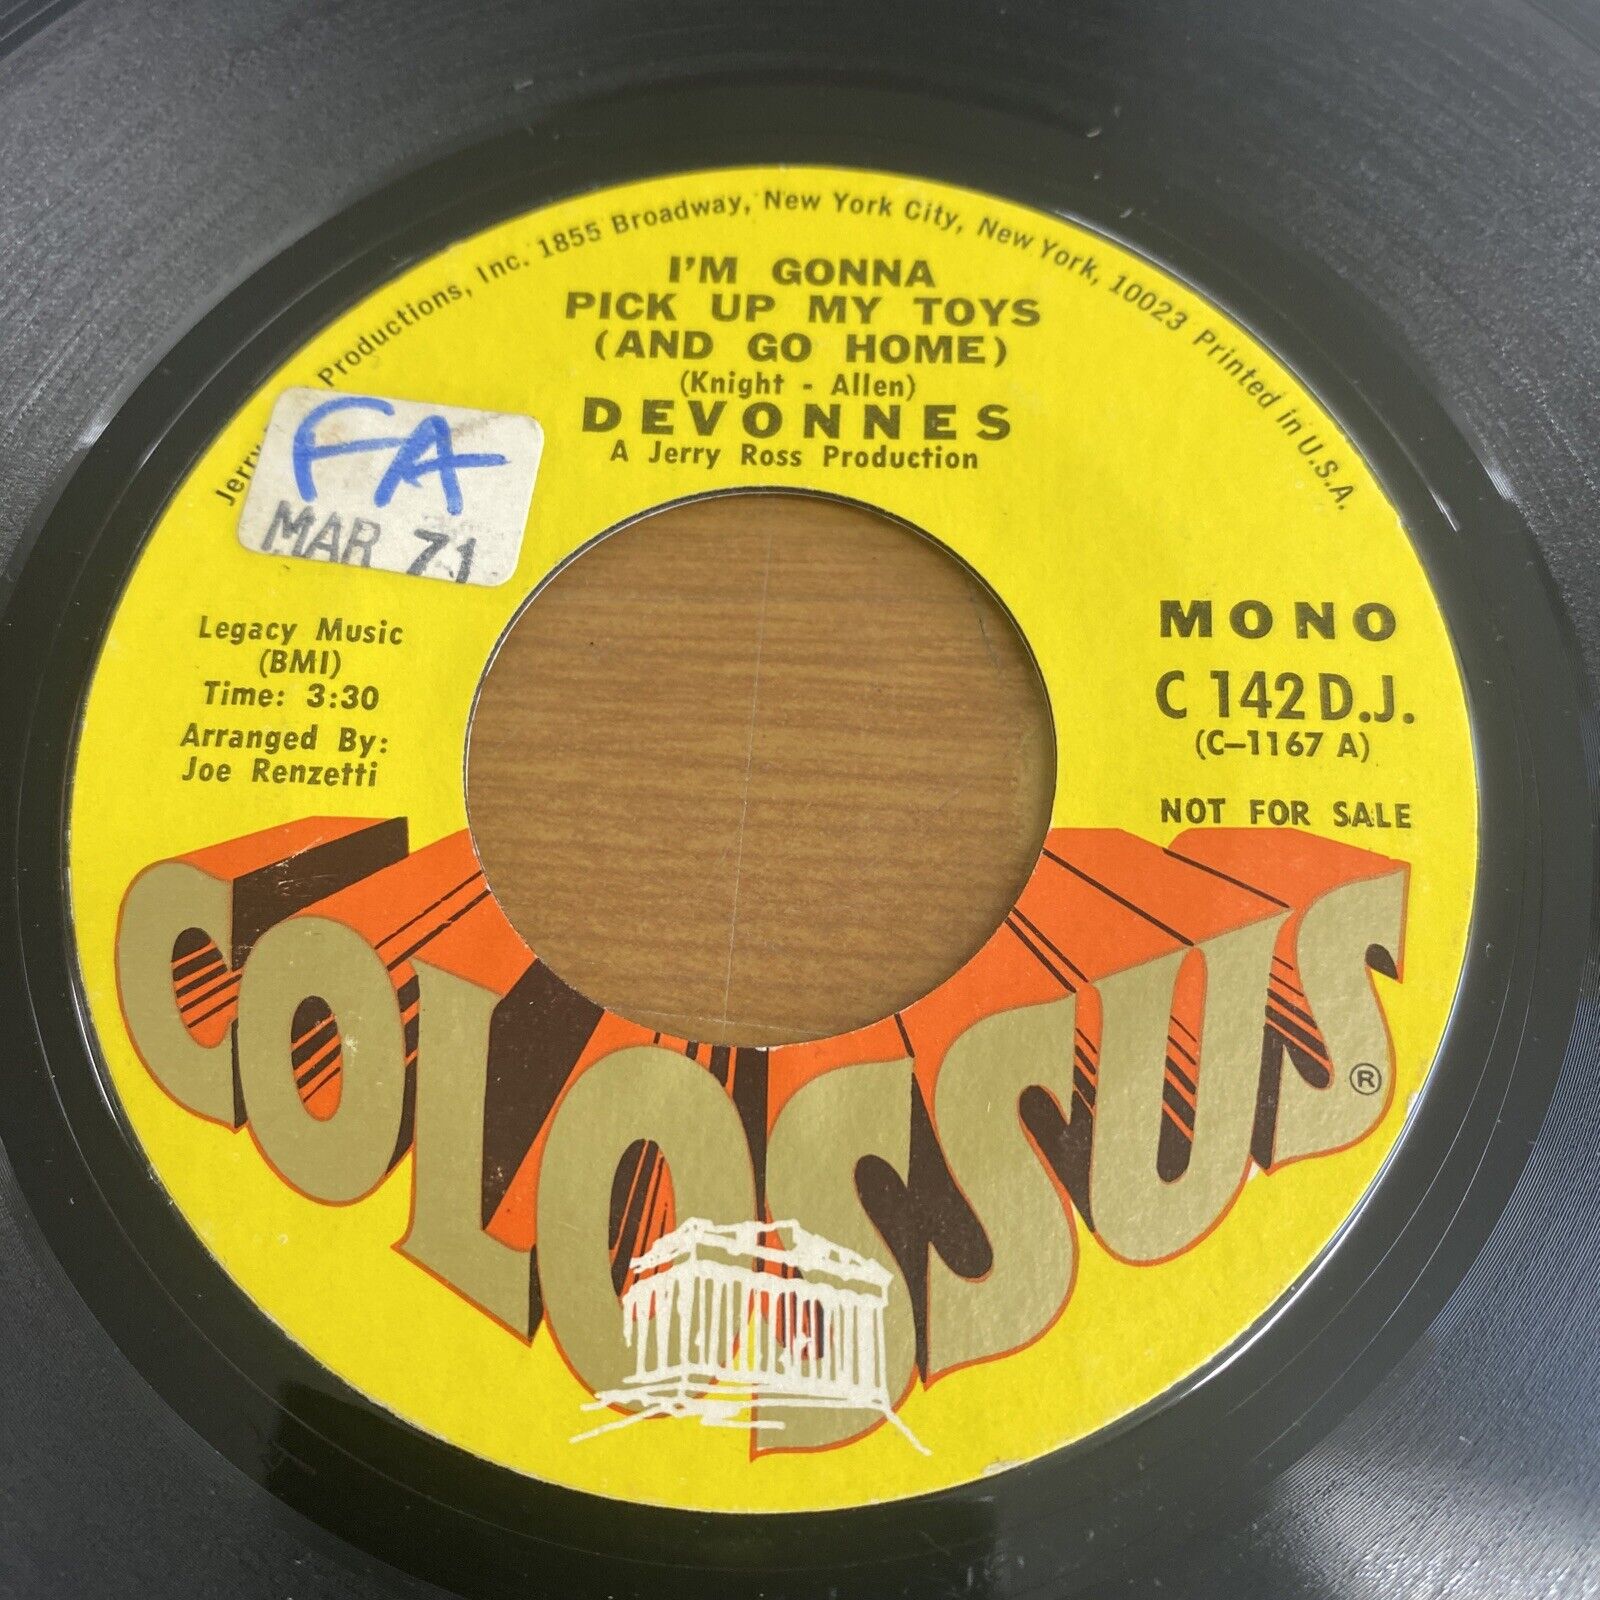 Jerry Productions, Inc. 1855 Broadway, New York City, New York, 10023 Printed in U.S.A.
I'M GONNA
PICK UP MY TOYS
(AND GO HOME)
(Knight - Allen)
DEVONNES
A Jerry Ross Production
FA
MAR 71
Legacy Music
(BMI)
Time: 3:30
Arranged By:
Joe Renzetti
MONO
C 142 D.J.
(C-1167 A)
NOT FOR SALE
COLOSSUS®